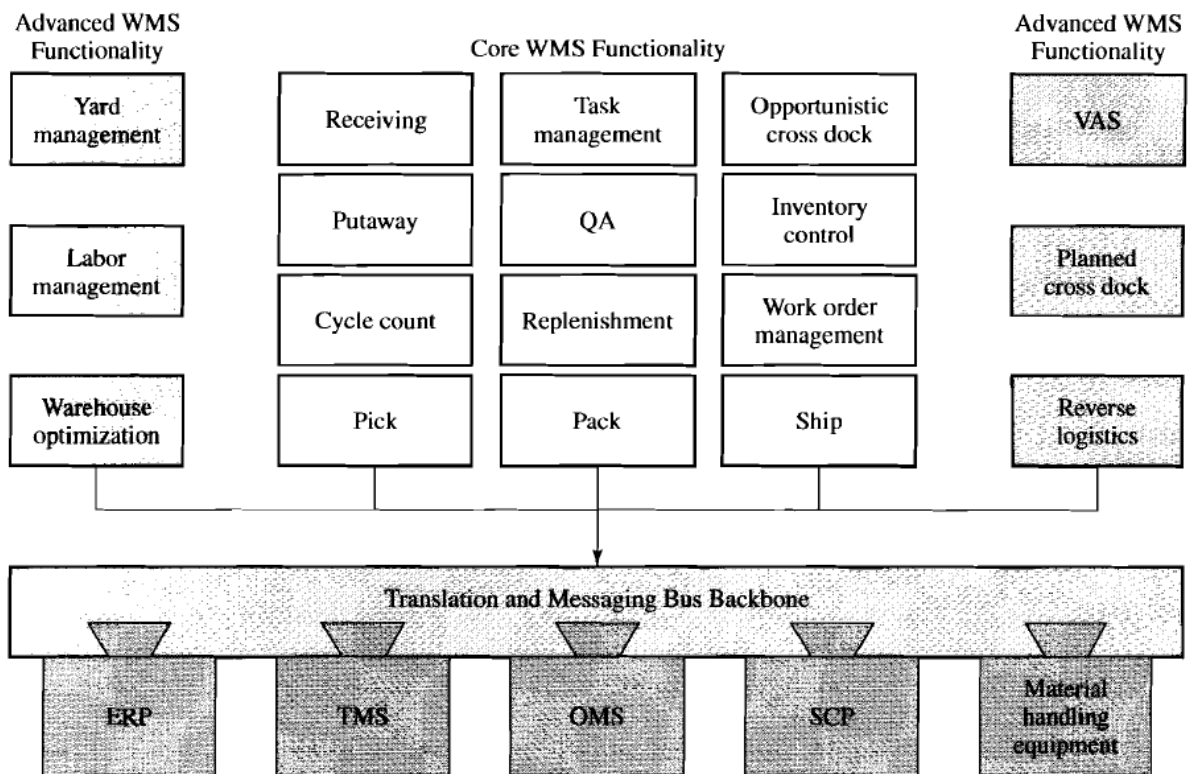 Advanced WMS
Functionality
Core WMS Functionality
Advanced WMS
Functionality
Yard
management
Receiving
Task
management
Opportunistic
cross dock
VAS
Putaway
QA
Inventory
control
Labor
management
Planned
cross dock
Cycle count
Replenishment
Work order
management
Warehouse
optimization
Pick
Pack
Ship
Reverse
logistics
Translation and Messaging Bus Backbone
ERP
TMS
OMS
SCP
Material
handling
equipment